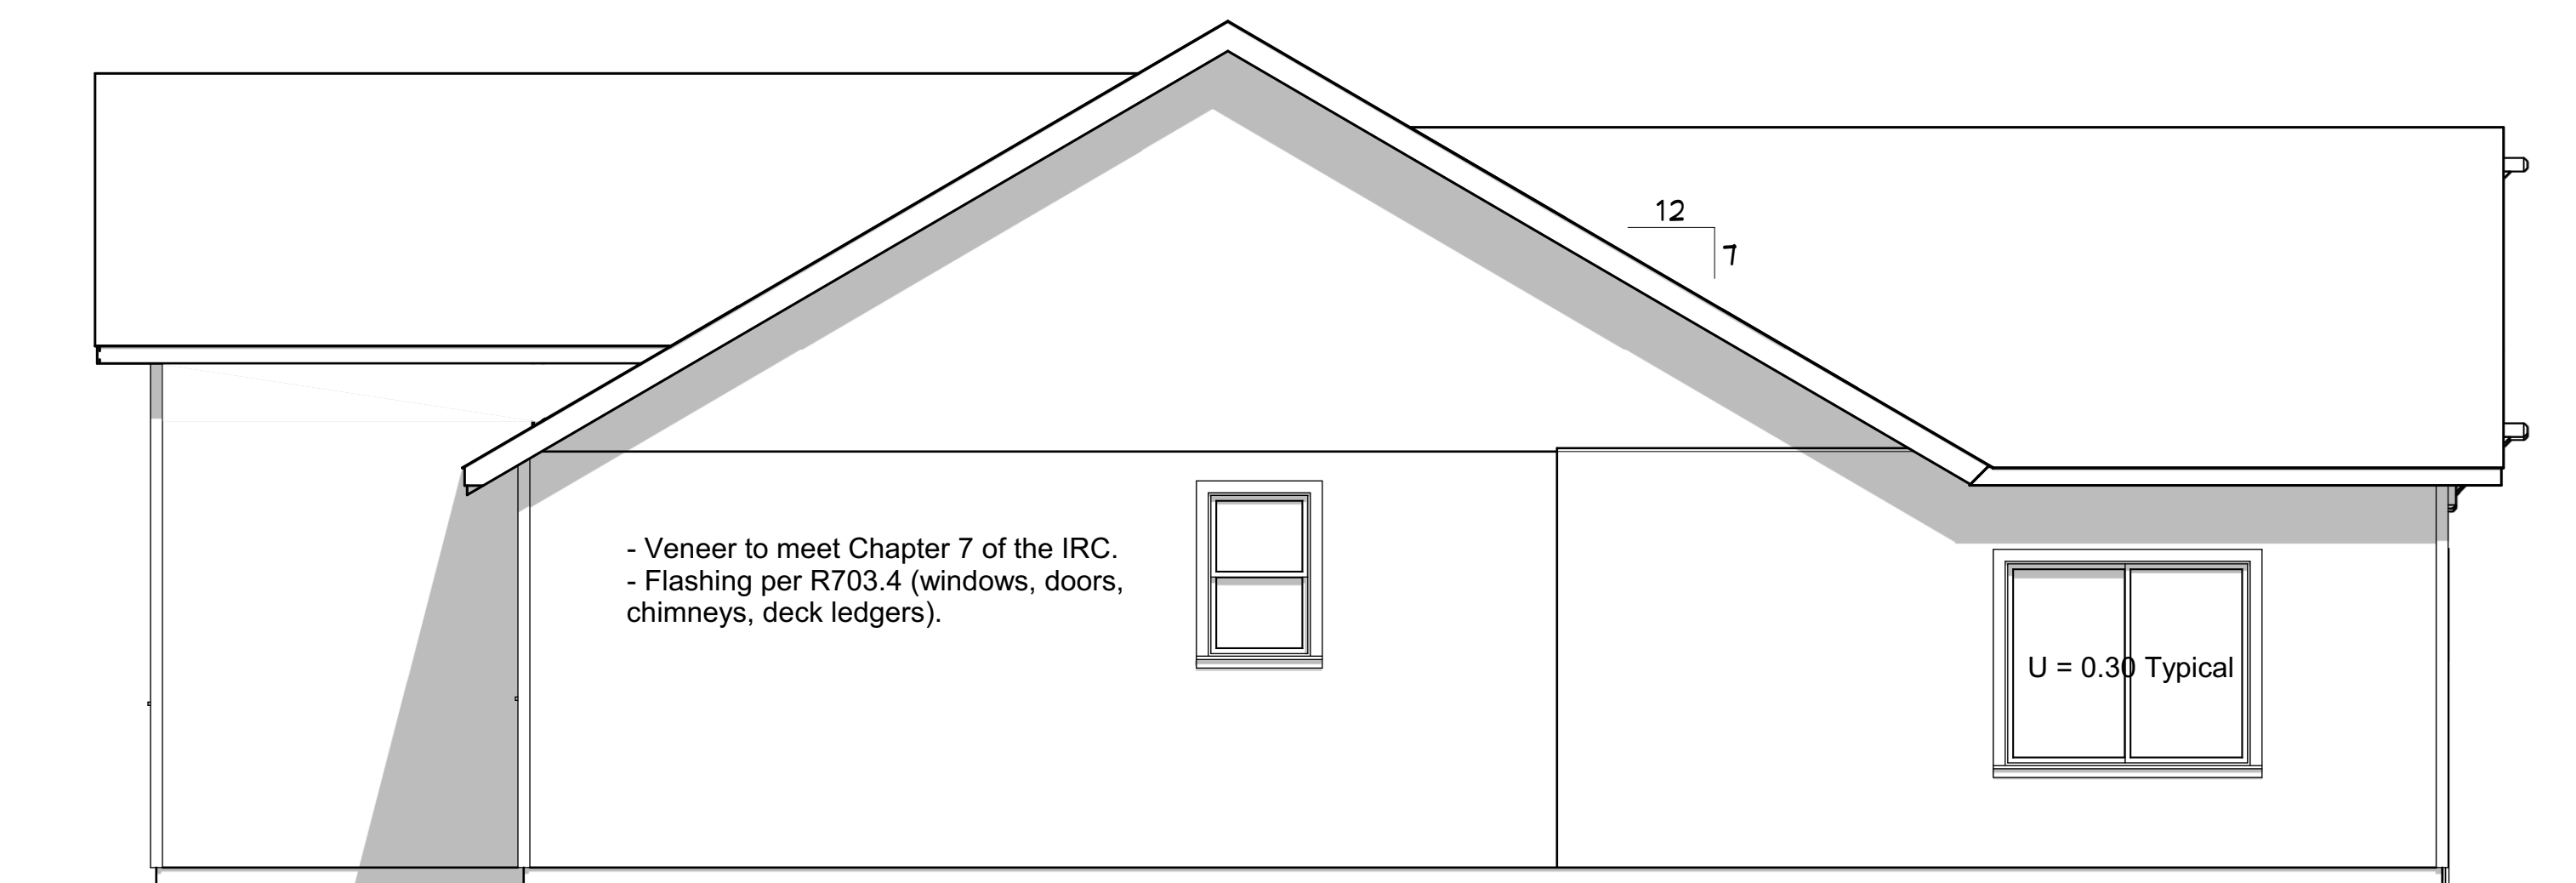 12
7
- Veneer to meet Chapter 7 of the IRC.
- Flashing per R703.4 (windows, doors,
chimneys, deck ledgers).
U = 0.30 Typical